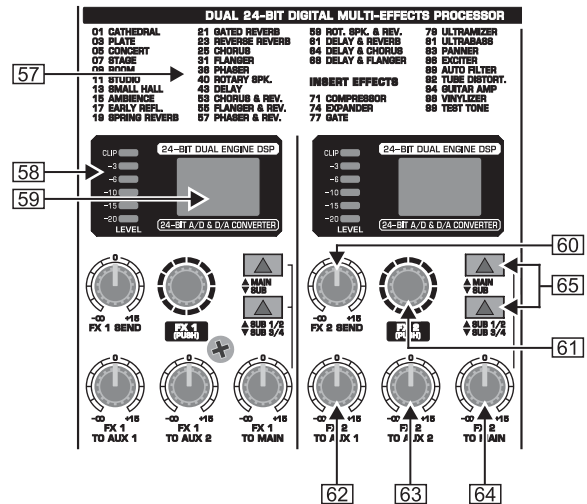 DUAL 24-BIT DIGITAL MULTI-EFFECTS PROCESSOR
01 CATHEDRAL
03 PLATE
05 CONCERT
07 STAGE
09 ROOM
11 STUDIO
13 SMALL HALL
15 AMBIENCE
17 EARLY REFL.
19 SPRING REVERB
21 GATED REVERB
23 REVERSE REVERB
25 CHORUS
31 FLANGER
36 PHASER
40 ROTARY SPK.
43 DELAY
53 CHORUS & REV.
55 FLANGER & REV.
57 PHASER & REV.
59 ROT. SPK. & REV.
61 DELAY & REVERB
64 DELAY & CHORUS
66 DELAY & FLANGER
INSERT EFFECTS
71 COMPRESSOR
74 EXPANDER
77 GATE
79 ULTRAMIZER
81 ULTRABASS
83 PANNER
86 EXCITER
89 AUTO FILTER
92 TUBE DISTORT.
94 GUITAR AMP
VINYLIZER
99 TEST TONE
57
58
59
CLIP
-3
-6
-10
-15
-20
LEVEL
24-BIT DUAL ENGINE DSP
24-BIT A/D & D/A CONVERTER
CLIP
-3
-6
-10
-15
-20
LEVEL
24-BIT DUAL ENGINE DSP
24-BIT A/D & D/A CONVERTER
0
-∞ +15
FX 1 SEND
FX 1
(PUSH)
▲ MAIN
▼ SUB
▲ SUB 1/2
▼ SUB 3/4
0
-∞ +15
FX 2 SEND
FX 2
(PUSH)
▲ MAIN
▼ SUB
▲ SUB 1/2
▼ SUB 3/4
60
65
61
0
-∞ +15
FX 1
TO AUX 1
0
-∞ +15
FX 1
TO AUX 2
0
-∞ +15
FX 1
TO MAIN
0
-∞ +15
FX 2
TO AUX 1
0
-∞ +15
FX 2
TO AUX 2
0
-∞ +15
FX 2
TO MAIN
62
63
64